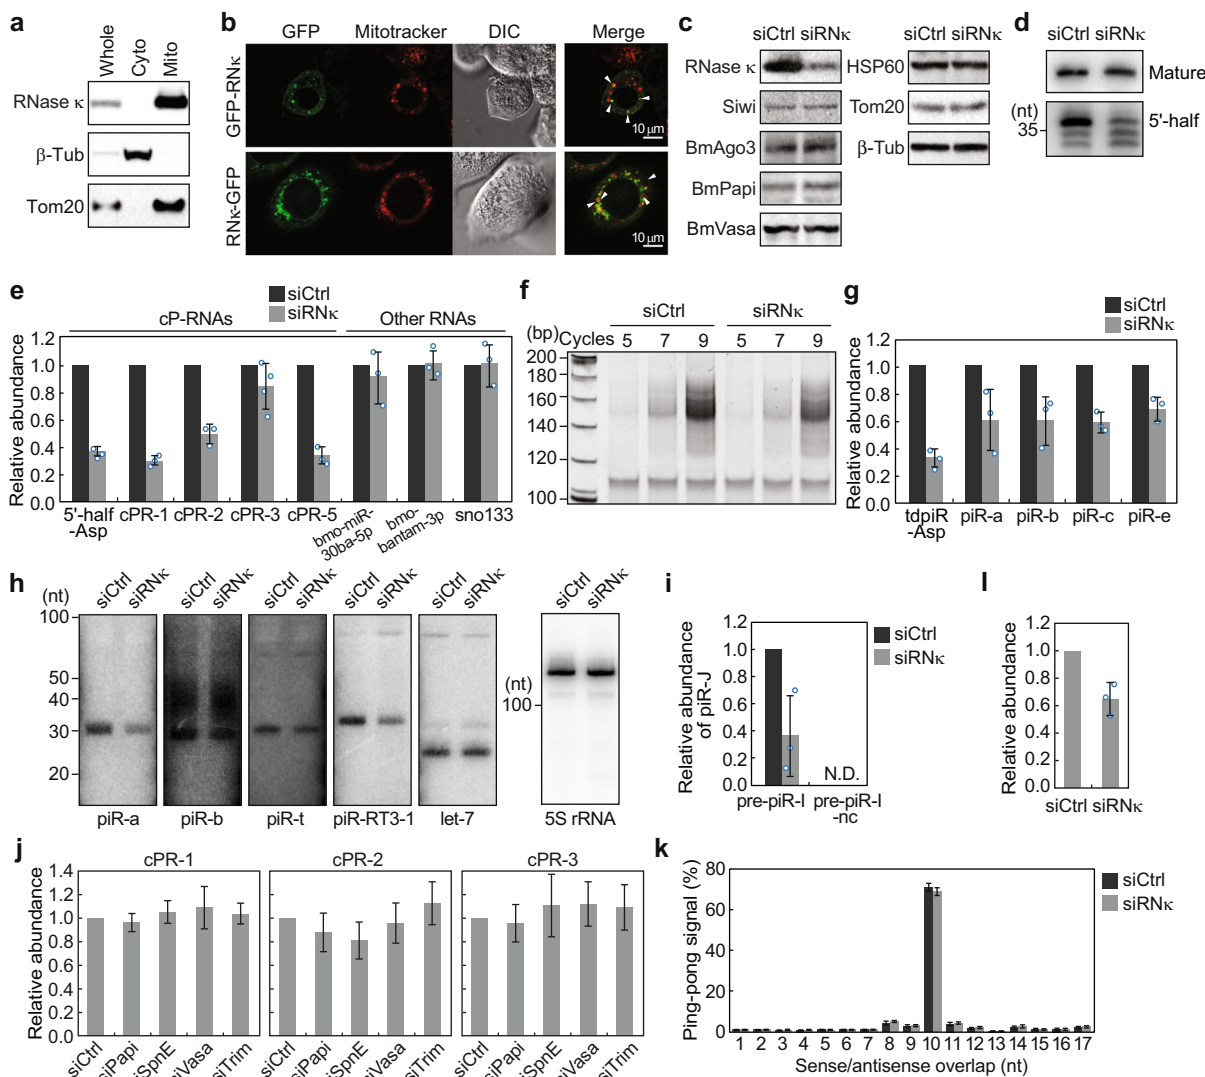 a
Whole
Cyto
Mito
RNase κ
β-Tub
Tom20
b
GFP
Mitotracker
DIC
Merge
GFP-RNκ
10 μm
RNκ-GFP
10 μm
c
siCtrl siRNκ
RNase κ
Siwi
BmAgo3
BmPapi
BmVasa
siCtrl siRNκ
HSP60
Tom20
β-Tub
d
siCtrl siRNκ
Mature
(nt)
35
5'-half
e
siCtrl
siRNκ
cP-RNAs
Other RNAs
Relative abundance
1.2
1.0
0.8
0.6
0.4
0.2
0.0
5'-half
-Asp
cPR-1
cPR-2
cPR-3
cPR-5
bmo-miR-
30ba-5p
bmo-
bantam-3p
sno133
f
siCtrl
siRNκ
(bp)
Cycles
5 7 9 5 7 9
200
180
160
140
120
100
g
siCtrl
siRNκ
Relative abundance
1.0
0.8
0.6
0.4
0.2
0.0
tdpiR
-Asp
piR-a
piR-b
piR-c
piR-e
h
(nt)
siCtrl
siRNκ
siCtrl
siRNκ
siCtrl
siRNκ
siCtrl
siRNκ
siCtrl
siRNκ
siCtrl
siRNκ
100
50
40
30
20
(nt)
100
piR-a
piR-b
piR-t
piR-RT3-1
let-7
5S rRNA
i
siCtrl
siRNκ
Relative abundance
of piR-J
1.2
1.0
0.8
0.6
0.4
0.2
0.0
N.D.
pre-piR-I
pre-piR-I
-nc
l
Relative abundance
1.2
1.0
0.8
0.6
0.4
0.2
0.0
siCtrl siRNκ
j
cPR-1
cPR-2
cPR-3
Relative abundance
1.4
1.2
1.0
0.8
0.6
0.4
0.2
0.0
siCtrl
siPapi
siSpnE
siVasa
siTrim
siCtrl
siPapi
siSpnE
siVasa
siTrim
siCtrl
siPapi
siSpnE
siVasa
siTrim
k
siCtrl
siRNκ
Ping-pong signal (%)
80
60
40
20
0
1 2 3 4 5 6 7 8 9 10 11 12 13 14 15 16 17
Sense/antisense overlap (nt)